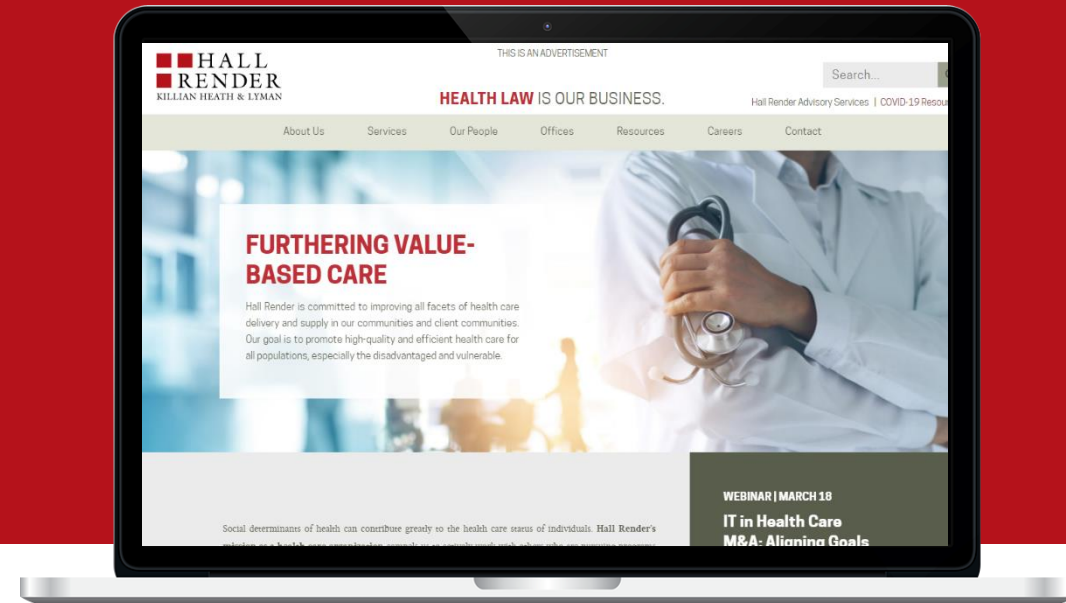 HALL
RENDER
KILLIAN HEATH & LYMAN
THIS IS AN ADVERTISEMENT
HEALTH LAW IS OUR BUSINESS.
Search...
Hall Render Advisory Services | COVID-19
About Us Services Our People Offices Resources Careers Contact
FURTHERING VALUE-
BASED CARE
Hall Render is committed to improving all facets of health care
delivery and supply in our communities and client communities.
Our goal is to promote high-quality and efficient health care for
all populations, especially the disadvantaged and vulnerable.
Social determinants of health can contribute greatly to the health care status of individuals. Hall Render's
WEBINAR | MARCH 18
IT in Health Care
M&A: Aligning Goals